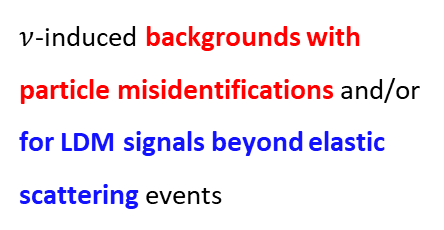 𝜈-induced backgrounds with
particle misidentifications and/or
for LDM signals beyond elastic
scattering events